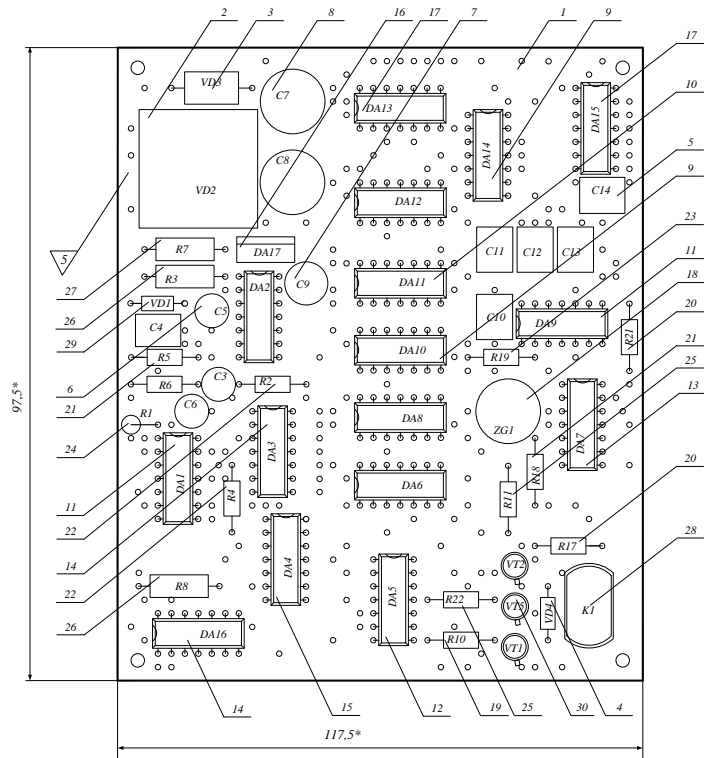 2
3
8
16
17
7
1
9
17
10
5
9
23
11
18
20
21
25
13
20
28
VD3
C7
DA13
DA15
DA14
C8
VD2
C14
DA12
5
R7
DA17
C11
C12
C13
27
R3
DA2
C9
DA11
26
VD1
C5
C10
DA9
29
C4
R21
6
R5
DA10
R19
21
R6
C3
R2
C6
R1
DA8
ZG1
DA7
24
DA3
DA1
R18
11
R4
DA6
R11
22
14
22
R17
DA4
VT2
R8
DA5
R22
VT5
VD4
K1
26
DA16
R10
VT1
14
15
12
19
25
30
4
97,5*
117,5*